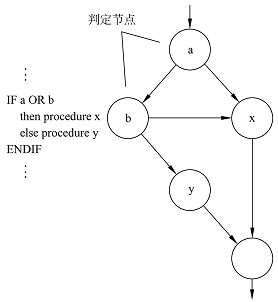 判定节点
a
⋮
IF a OR b
then procedure x
else procedure y
ENDIF
⋮
b
x
y